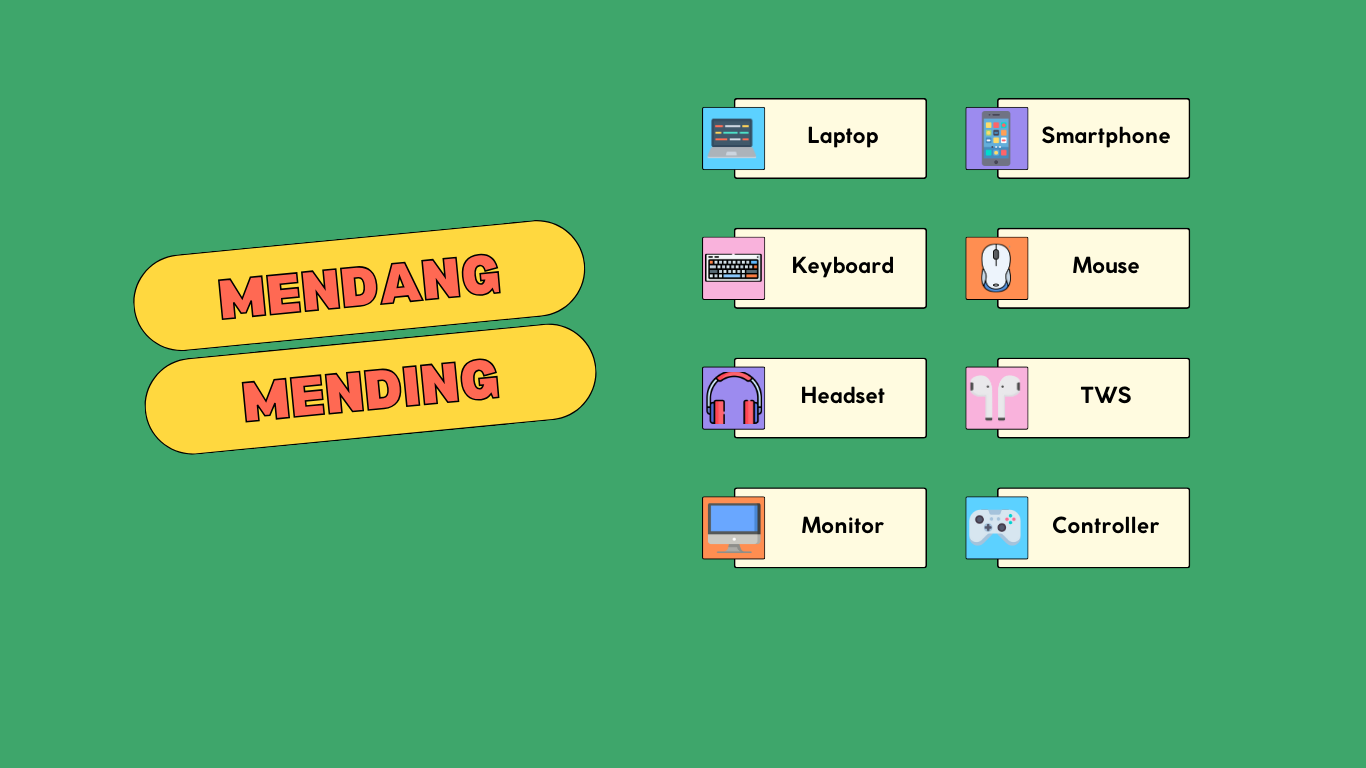 MENDANG
MENDING
Laptop
Smartphone
Keyboard
Mouse
Headset
TWS
Monitor
Controller